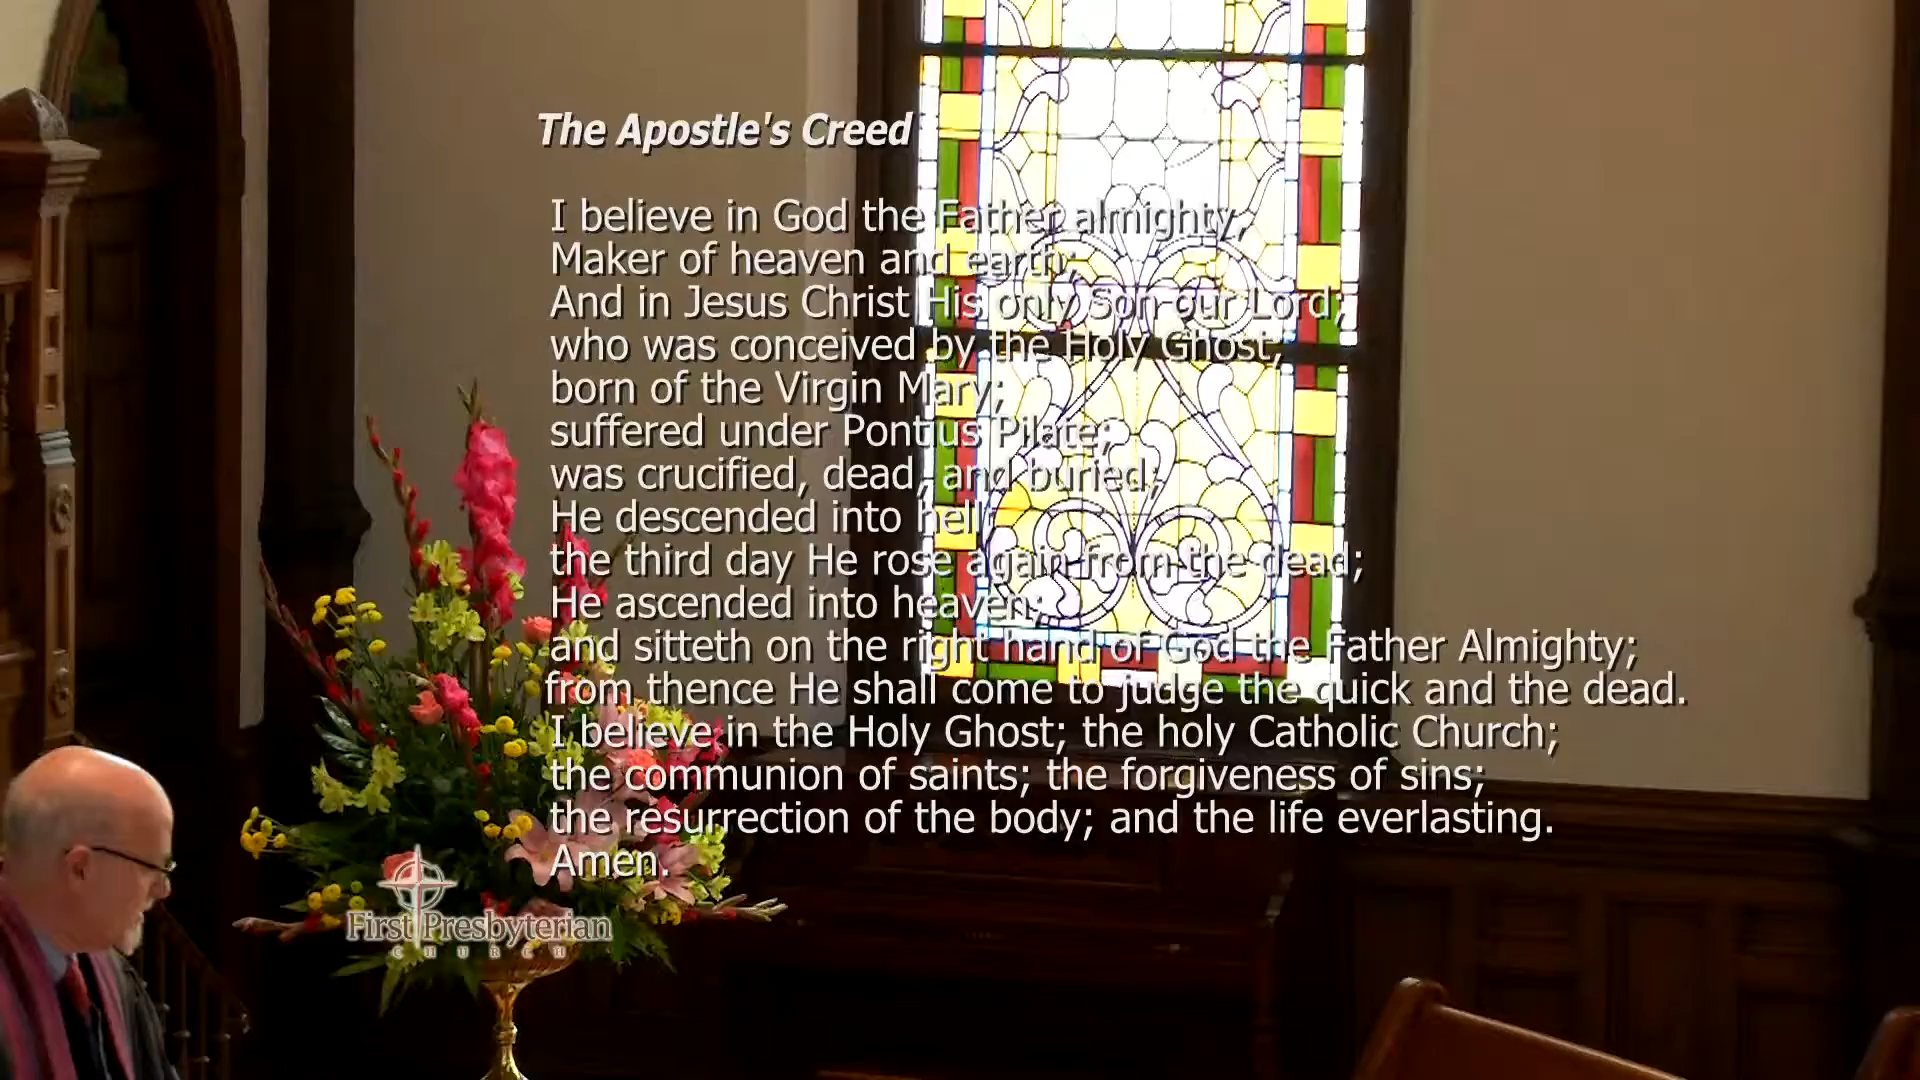 The Apostle's Creed
I believe in God the Father almighty,
Maker of heaven and earth;
And in Jesus Christ His only Son our Lord;
who was conceived by the Holy Ghost,
born of the Virgin Mary;
suffered under Pontius Pilate;
was crucified, dead, and buried;
He descended into hell
the third day He rose again from the dead;
He ascended into heaven;
and sitteth on the right hand of God the Father Almighty;
from thence He shall come to judge the quick and the dead.
I believe in the Holy Ghost; the holy Catholic Church;
the communion of saints; the forgiveness of sins;
the resurrection of the body; and the life everlasting.
Amen.
First Presbyterian
CHURCH